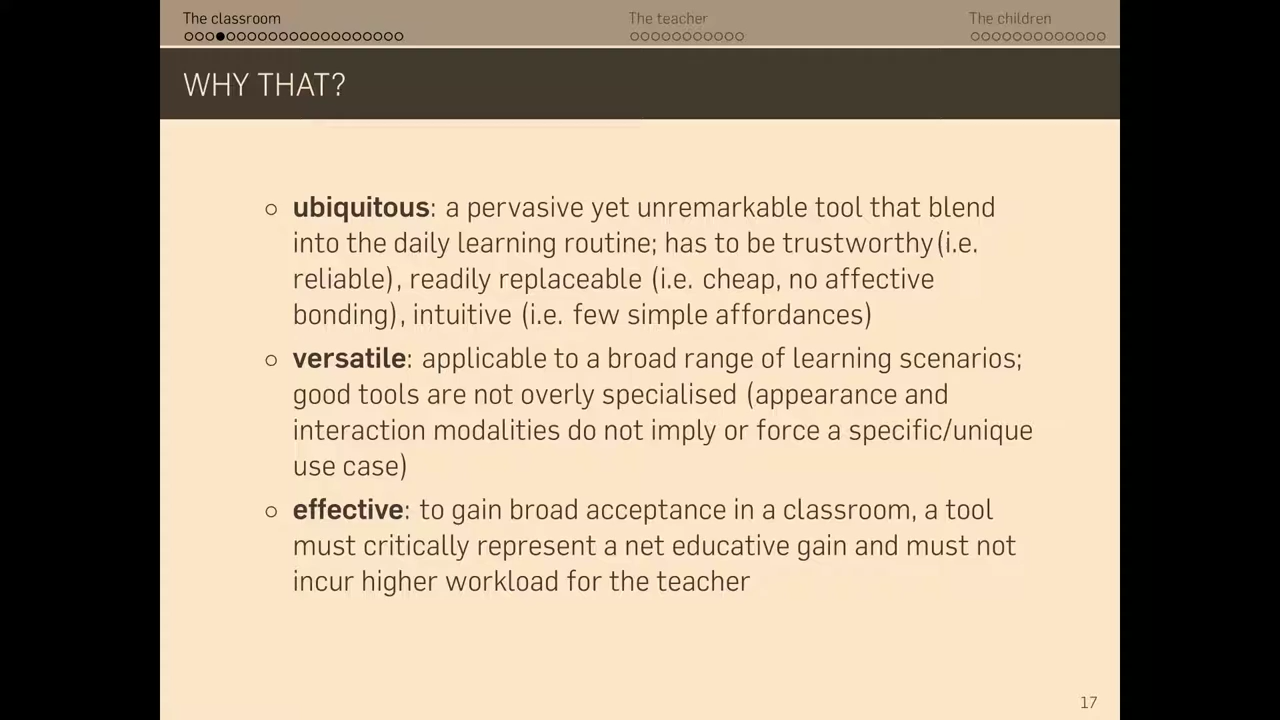 The classroom
The teacher
The children
WHY THAT?
ubiquitous: a pervasive yet unremarkable tool that blend
into the daily learning routine; has to be trustworthy(i.e.
reliable), readily replaceable (i.e. cheap, no affective
bonding), intuitive (i.e. few simple affordances)
versatile: applicable to a broad range of learning scenarios;
good tools are not overly specialised (appearance and
interaction modalities do not imply or force a specific/unique
use case)
effective: to gain broad acceptance in a classroom, a tool
must critically represent a net educative gain and must not
incur higher workload for the teacher
17